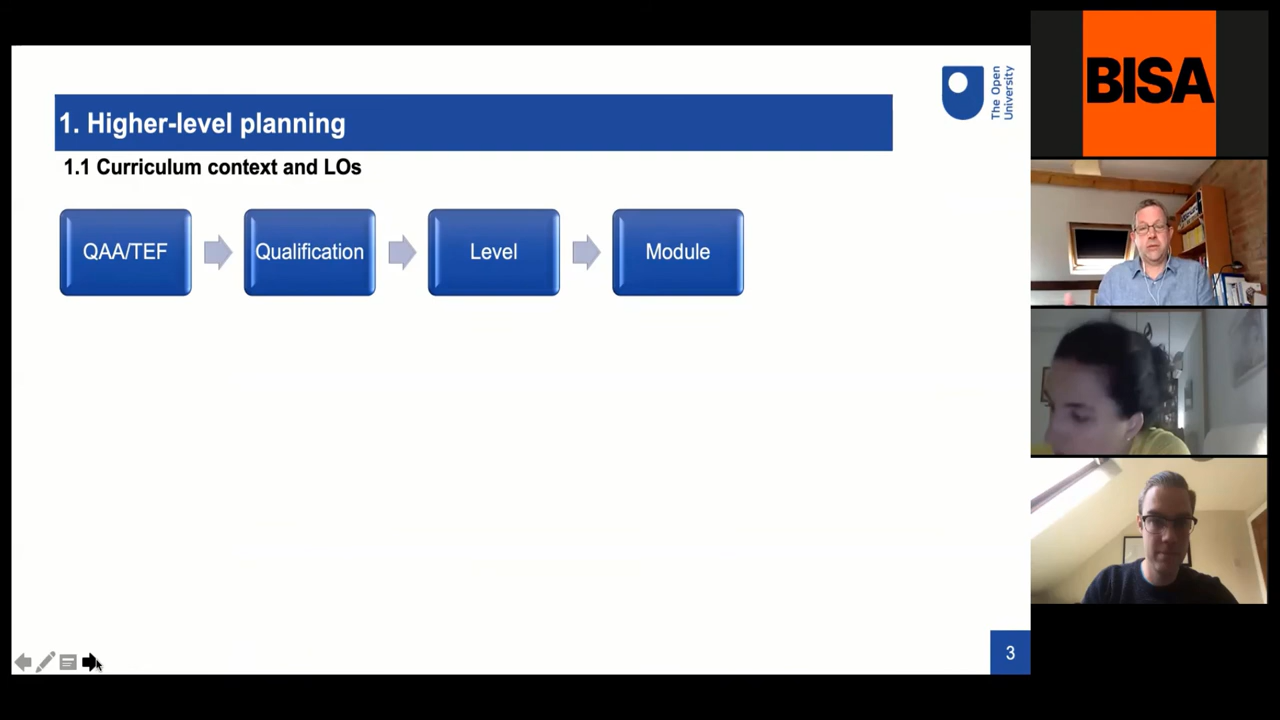 1. Higher-level planning
1.1 Curriculum context and LOs
QAA/TEF
Qualification
Level
Module
The Open
University
BISA
3